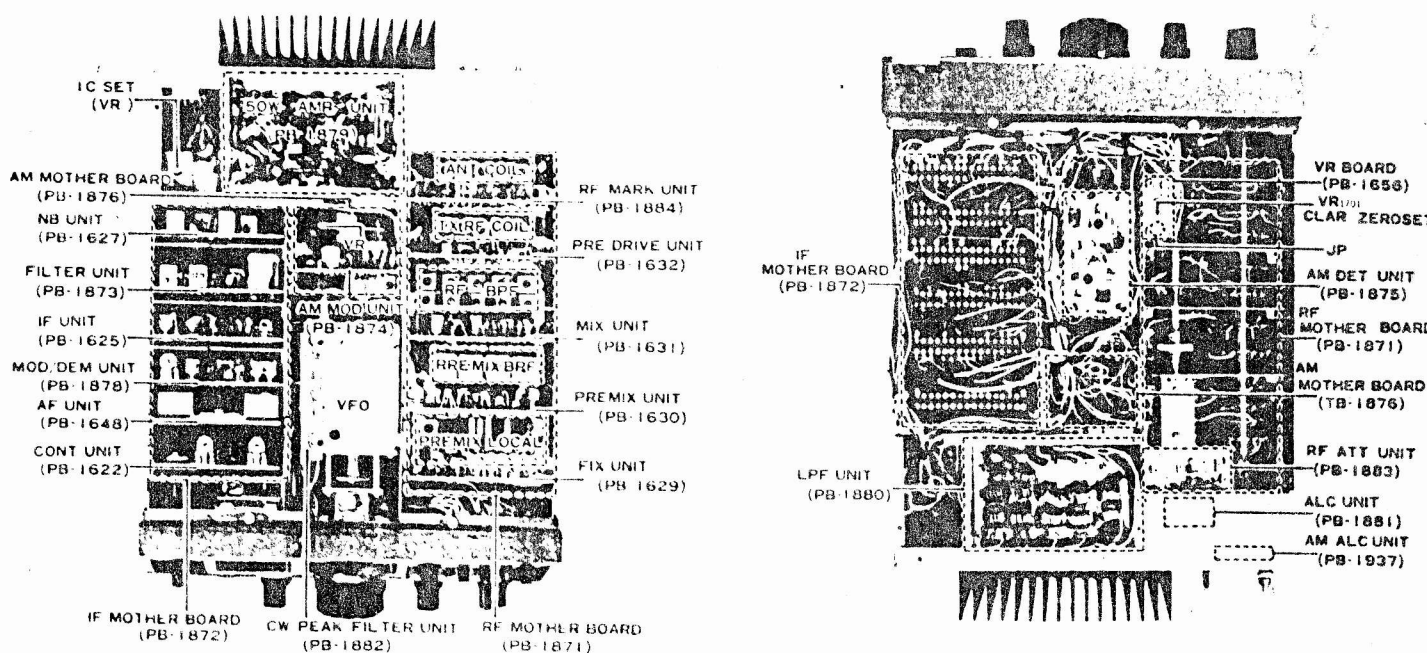 IC SET
(VR)
50W AMP UNIT
(PB-1879)
AM MOTHER BOARD
(PB-1876)
NB UNIT
(PB-1627)
FILTER UNIT
(PB-1873)
IF UNIT
(PB-1625)
MOD/DEM UNIT
(PB-1878)
AF UNIT
(PB-1648)
CONT UNIT
(PB-1622)
IF MOTHER BOARD
(PB-1872)
VR
AM MOD UNIT
(PB-1874)
VFO
CW PEAK FILTER UNIT
(PB-1882)
ANT COIL
TX RF COIL
RF BPF
PRE MIX BRF
PREMIX LOCAL
RF MARK UNIT
(PB-1884)
PRE DRIVE UNIT
(PB-1632)
MIX UNIT
(PB-1631)
PREMIX UNIT
(PB-1630)
FIX UNIT
(PB-1629)
RF MOTHER BOARD
(PB-1871)
IF
MOTHER BOARD
(PB-1872)
LPF UNIT
(PB-1880)
VR BOARD
(PB-1656)
VR1701
CLAR ZEROSET
JP
AM DET UNIT
(PB-1875)
RF
MOTHER BOARD
(PB-1871)
AM
MOTHER BOARD
(TB-1876)
RF ATT UNIT
(PB-1883)
ALC UNIT
(PB-1881)
AM ALC UNIT
(PB-1937)